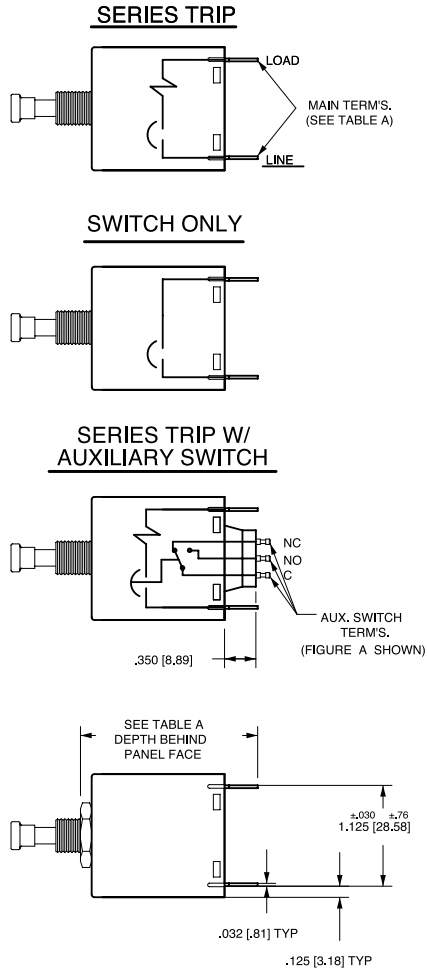 SERIES TRIP
LOAD
MAIN TERM'S.
(SEE TABLE A)
LINE
SWITCH ONLY
SERIES TRIP W/
AUXILIARY SWITCH
NC
NO
C
AUX. SWITCH
TERM'S.
(FIGURE A SHOWN)
.350 [8.89]
SEE TABLE A
DEPTH BEHIND
PANEL FACE
±.030 ±.76
1.125 [28.58]
.032 [.81] TYP
.125 [3.18] TYP